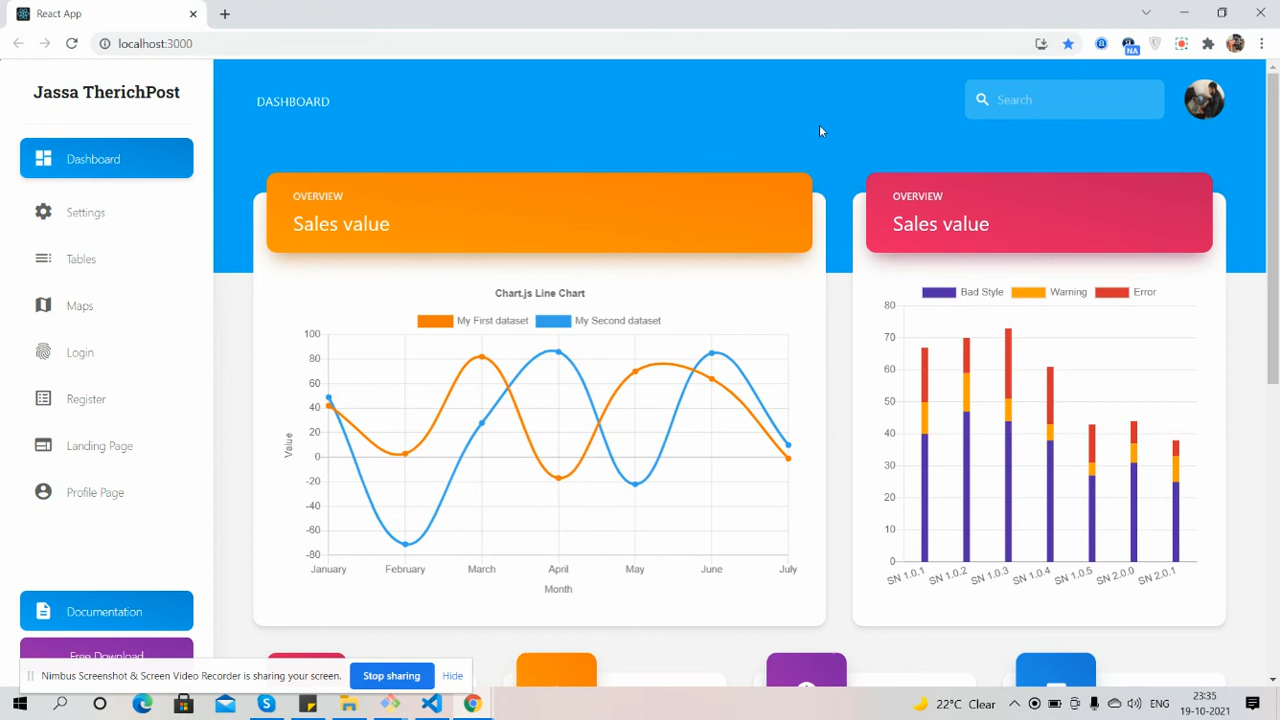 React App
localhost:3000
NA
Jassa TherichPost
Dashboard
Settings
Tables
Maps
Login
Register
Landing Page
Profile Page
Documentation
Free Download
DASHBOARD
Search
OVERVIEW
Sales value
Chart.js Line Chart
My First dataset My Second dataset
100
80
60
40
20
0
-20
-40
-60
-80
Value
January February March April May June July
Month
OVERVIEW
Sales value
Bad Style Warning Error
80
70
60
50
40
30
20
10
0
SN 1.0.1 SN 1.0.2 SN 1.0.3 SN 1.0.4 SN 1.0.5 SN 2.0.0 SN 2.0.1
Nimbus Screenshot & Screen Video Recorder is sharing your screen. Stop sharing Hide
22°C Clear
ENG
23:35
19-10-2021